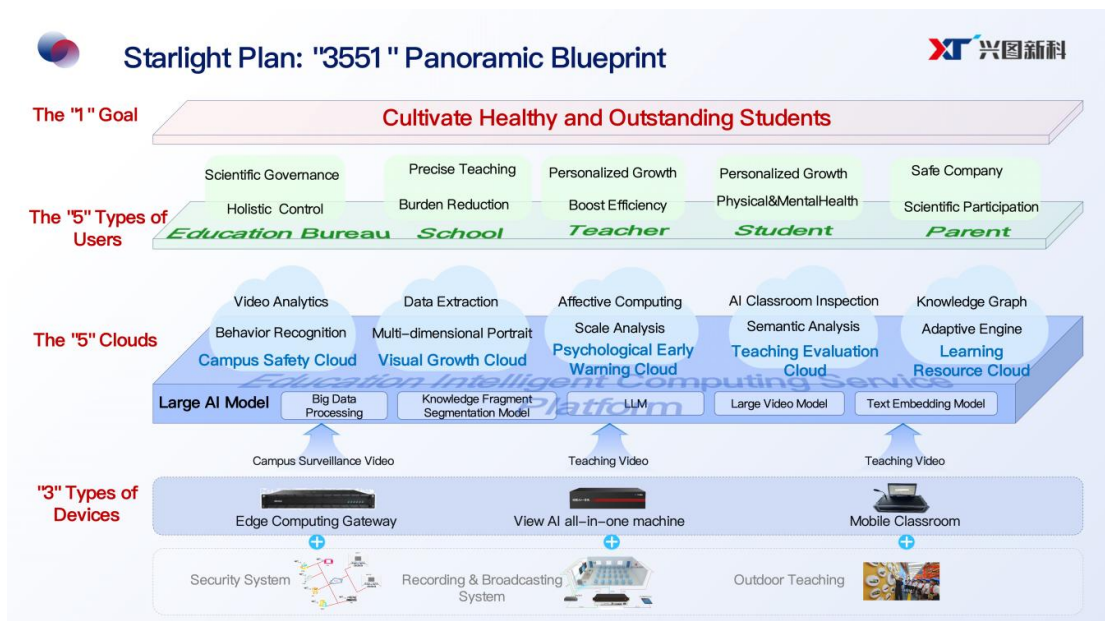 Starlight Plan: "3551" Panoramic Blueprint
XT 兴图新科
The "1" Goal
Cultivate Healthy and Outstanding Students
Scientific Governance
Holistic Control
Precise Teaching
Burden Reduction
Personalized Growth
Boost Efficiency
Personalized Growth
Physical&MentalHealth
Safe Company
Scientific Participation
The "5" Types of
Users
Education Bureau
School
Teacher
Student
Parent
The "5" Clouds
Video Analytics
Behavior Recognition
Campus Safety Cloud
Data Extraction
Multi-dimensional Portrait
Visual Growth Cloud
Affective Computing
Scale Analysis
Psychological Early
Warning Cloud
AI Classroom Inspection
Semantic Analysis
Teaching Evaluation
Cloud
Knowledge Graph
Adaptive Engine
Learning
Resource Cloud
Education Intelligent Computing Service
Platform
Large AI Model
Big Data
Processing
Knowledge Fragment
Segmentation Model
LLM
Large Video Model
Text Embedding Model
Campus Surveillance Video
Teaching Video
Teaching Video
"3" Types of
Devices
Edge Computing Gateway
View AI all-in-one machine
Mobile Classroom
Security System
Recording & Broadcasting
System
Outdoor Teaching